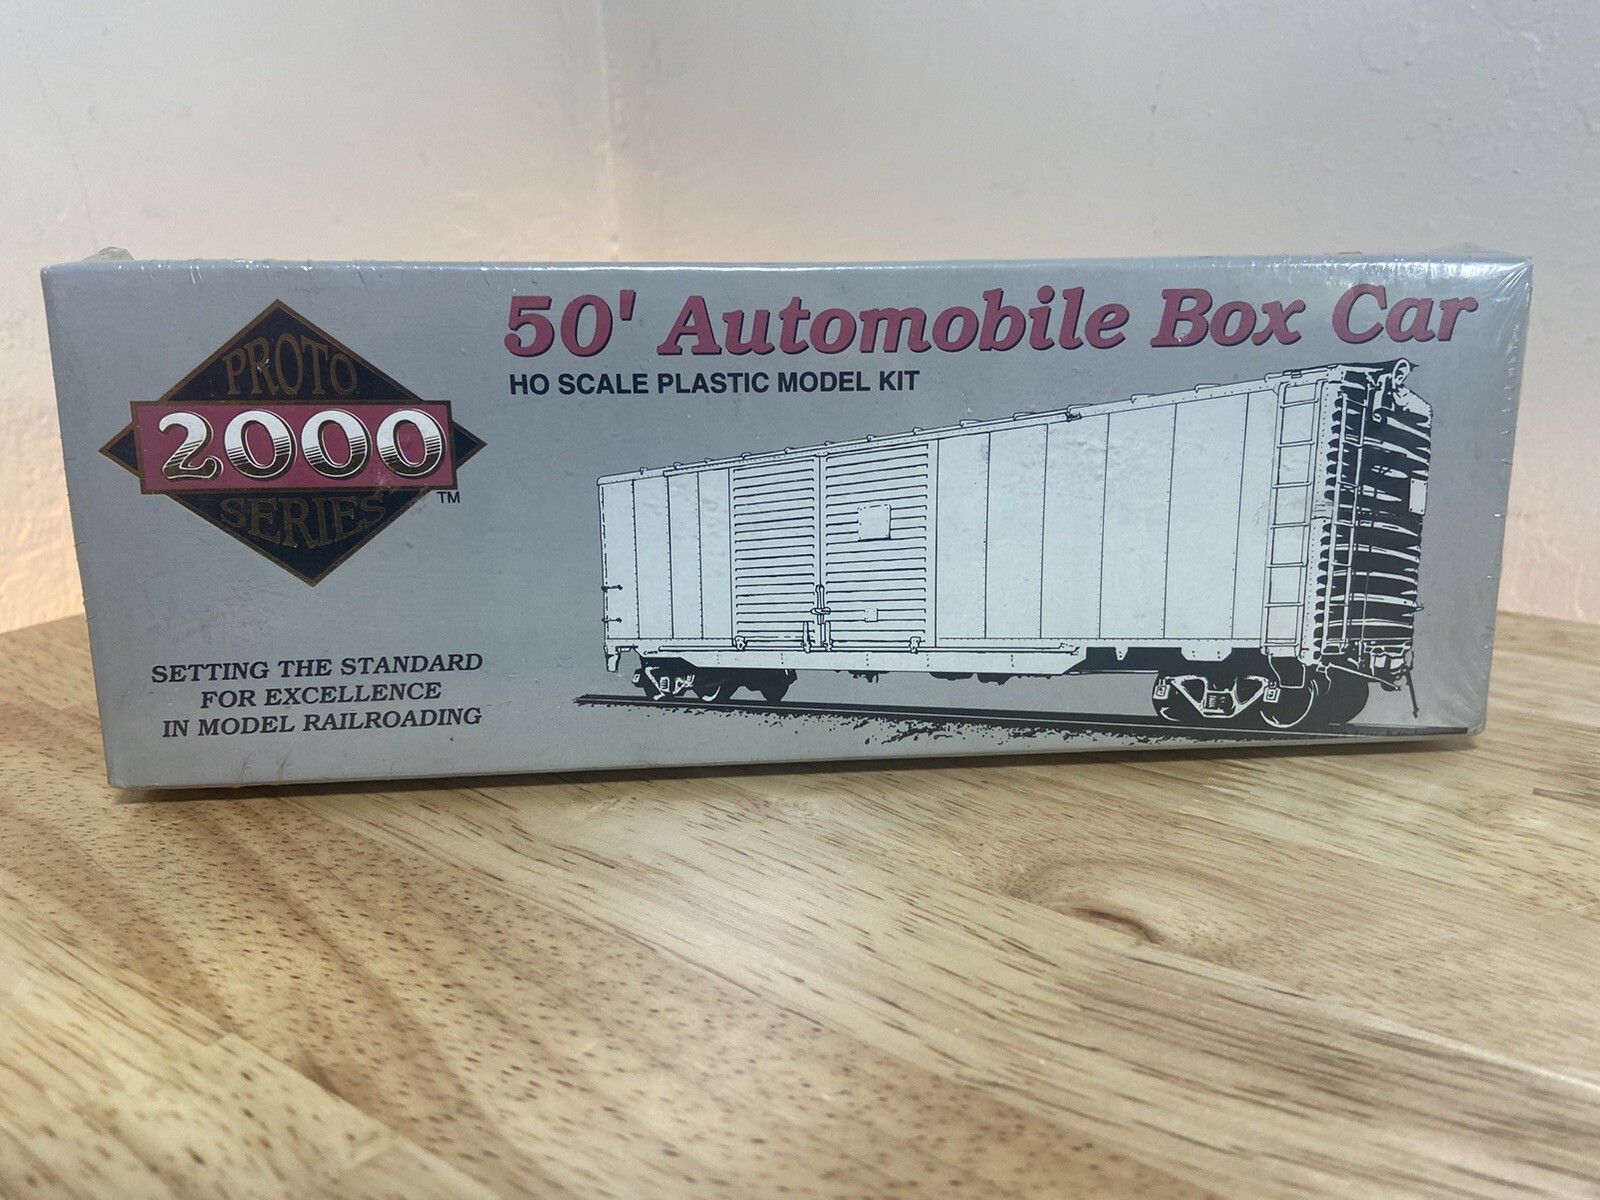 50' Automobile Box Car
HO SCALE PLASTIC MODEL KIT
PROTO
2000
SERIES
TM
SETTING THE STANDARD
FOR EXCELLENCE
IN MODEL RAILROADING